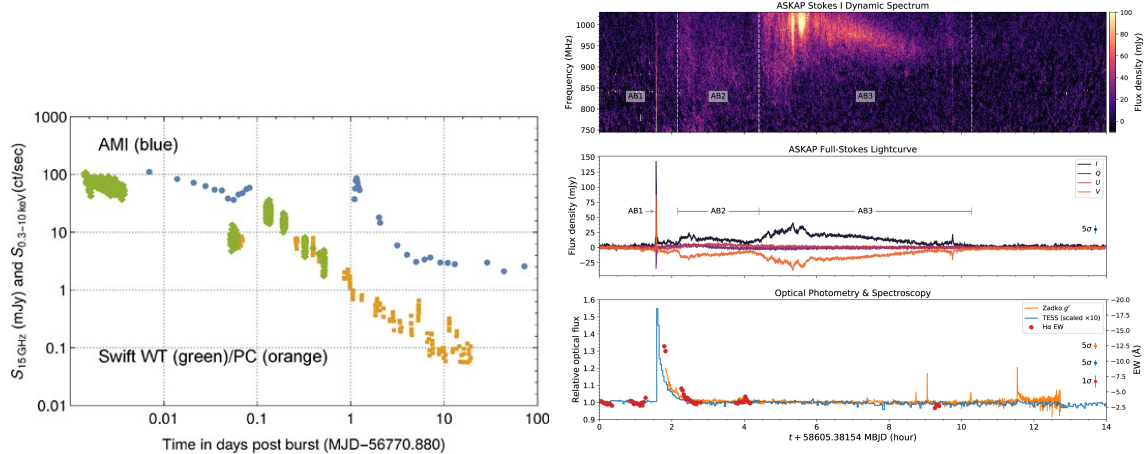 1000
100
10
1
0.1
0.01
S15 GHz (mJy) and S0.3–10 keV(ct/sec)
AMI (blue)
Swift WT (green)/PC (orange)
0.01 0.1 1 10 100
Time in days post burst (MJD−56770.880)
ASKAP Stokes I Dynamic Spectrum
Frequency (MHz)
1000
950
900
850
800
750
AB1
AB2
AB3
100
80
60
40
20
0
Flux density (mJy)
ASKAP Full-Stokes Lightcurve
Flux density (mJy)
150
125
100
75
50
25
0
−25
AB1
AB2
AB3
I
Q
U
V
5σ
Optical Photometry & Spectroscopy
Relative optical flux
1.6
1.5
1.4
1.3
1.2
1.1
1.0
0.9
Zadko g′
TESS (scaled ×10)
Hα EW
5σ
5σ
1σ
20.0
17.5
15.0
12.5
10.0
7.5
5.0
2.5
EW (Å)
0 2 4 6 8 10 12 14
t + 58605.38154 MBJD (hour)